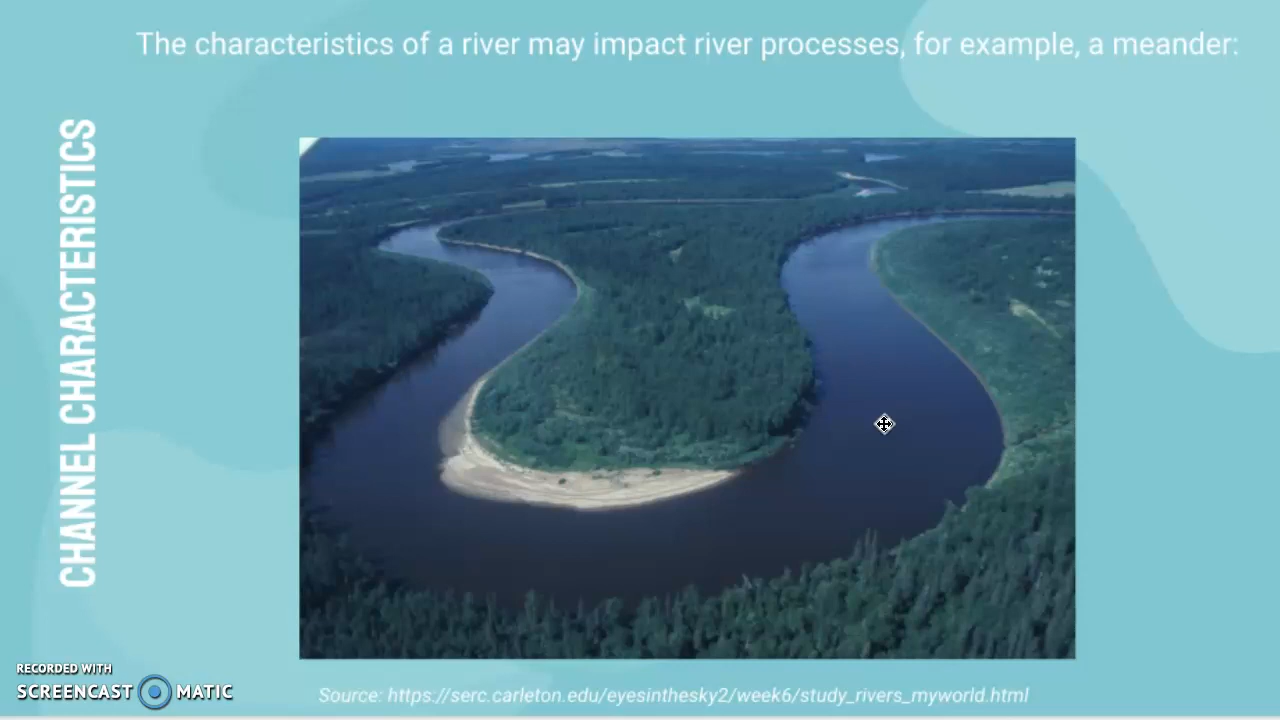 The characteristics of a river may impact river processes, for example, a meander:
CHANNEL CHARACTERISTICS
RECORDED WITH
SCREENCAST MATIC
Source: https://serc.carleton.edu/eyesinthesky2/week6/study_rivers_myworld.html